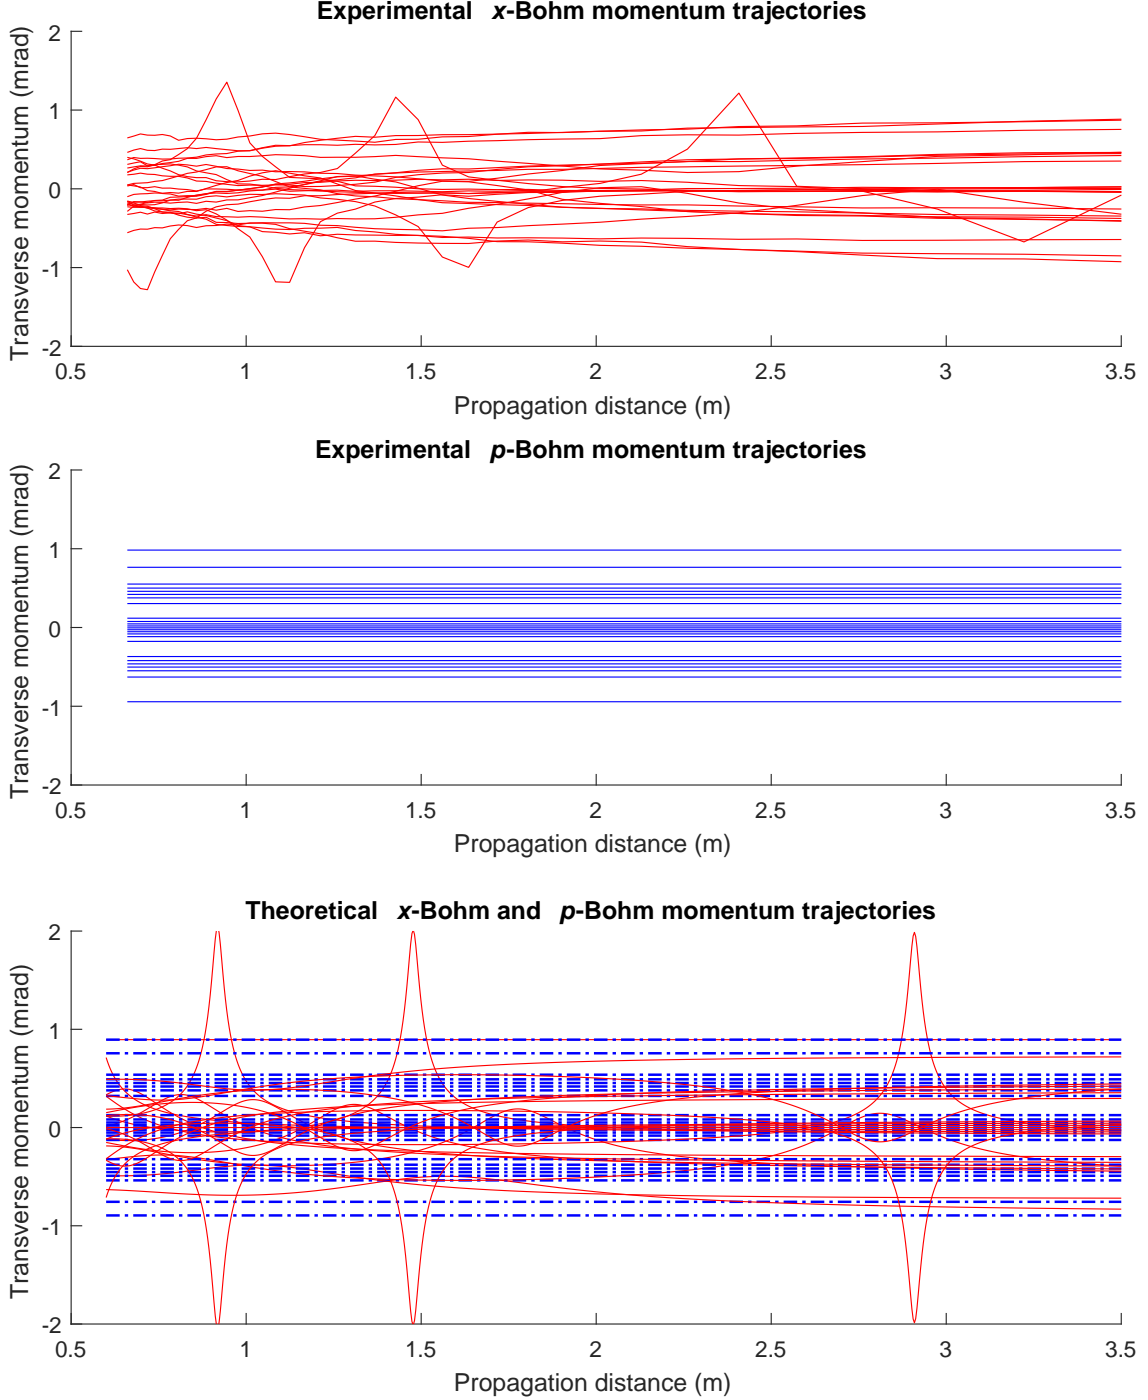 Experimental x-Bohm momentum trajectories
Transverse momentum (mrad)
2
1
0
-1
-2
0.5 1 1.5 2 2.5 3 3.5
Propagation distance (m)
Experimental p-Bohm momentum trajectories
Transverse momentum (mrad)
2
1
0
-1
-2
0.5 1 1.5 2 2.5 3 3.5
Propagation distance (m)
Theoretical x-Bohm and p-Bohm momentum trajectories
Transverse momentum (mrad)
2
1
0
-1
-2
0.5 1 1.5 2 2.5 3 3.5
Propagation distance (m)